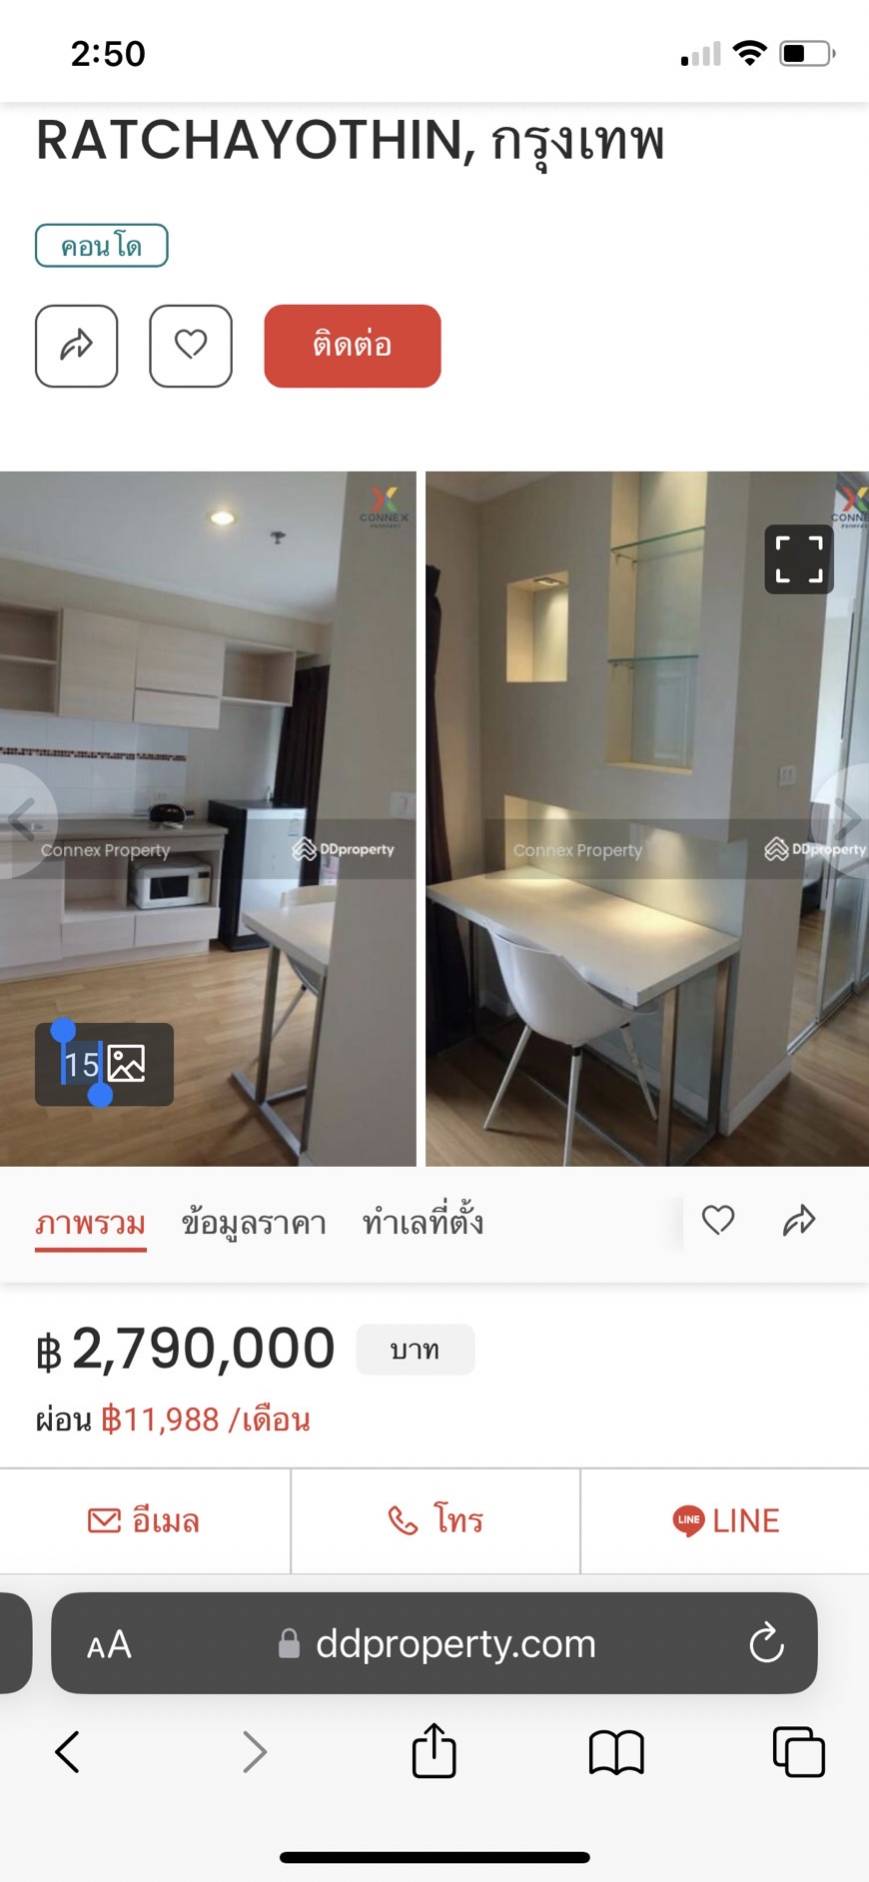 2:50
RATCHAYOTHIN, กรุงเทพ
คอนโด
ติดต่อ
CONNEX
PROPERTY
CONNE
Connex Property
DDproperty
Connex Property
DDproperty
15
ภาพรวม ข้อมูลราคา ทำเลที่ตั้ง
฿ 2,790,000 บาท
ผ่อน ฿11,988 /เดือน
อีเมล
โทร
LINE LINE
AA ddproperty.com